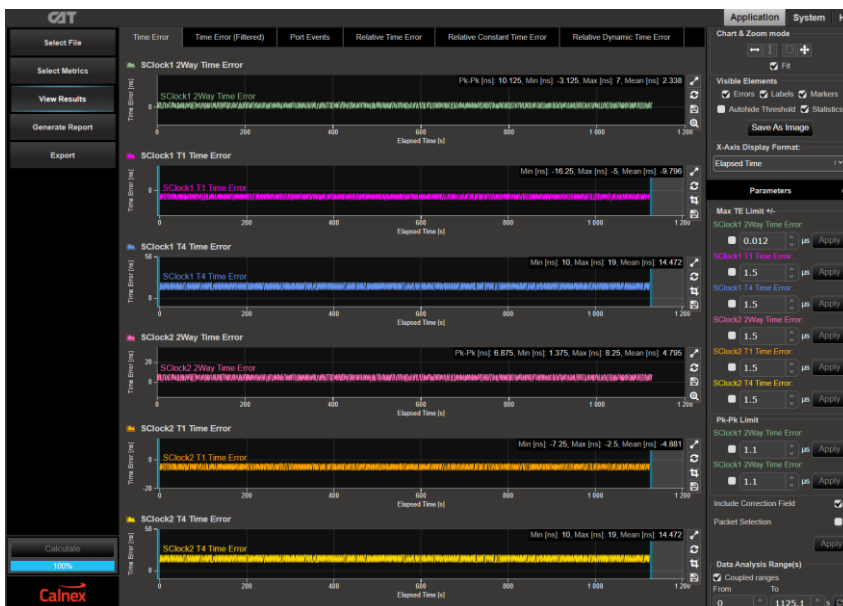 CAT
Application System H
Select File
Select Metrics
View Results
Generate Report
Export
Calculate
100%
Calnex
Time Error Time Error (Filtered) Port Events Relative Time Error Relative Constant Time Error Relative Dynamic Time Error
SClock1 2Way Time Error
Pk-Pk [ns]: 10.125, Min [ns]: -3.125, Max [ns]: 7, Mean [ns]: 2.338
SClock1 2Way Time Error
Time Error [ns]
0
0 200 400 600 800 1 000 1 200
Elapsed Time [s]
SClock1 T1 Time Error
Min [ns]: -16.25, Max [ns]: -5, Mean [ns]: -9.796
SClock1 T1 Time Error
Time Error [ns]
0
0 200 400 600 800 1 000 1 200
Elapsed Time [s]
SClock1 T4 Time Error
Min [ns]: 10, Max [ns]: 19, Mean [ns]: 14.472
SClock1 T4 Time Error
Time Error [ns]
50
0
0 200 400 600 800 1 000 1 200
Elapsed Time [s]
SClock2 2Way Time Error
Pk-Pk [ns]: 6.875, Min [ns]: 1.375, Max [ns]: 8.25, Mean [ns]: 4.795
SClock2 2Way Time Error
Time Error [ns]
20
0
0 200 400 600 800 1 000 1 200
Elapsed Time [s]
SClock2 T1 Time Error
Min [ns]: -7.25, Max [ns]: -2.5, Mean [ns]: -4.881
SClock2 T1 Time Error
Time Error [ns]
0
-20
0 200 400 600 800 1 000 1 200
Elapsed Time [s]
SClock2 T4 Time Error
Min [ns]: 10, Max [ns]: 19, Mean [ns]: 14.472
SClock2 T4 Time Error
Time Error [ns]
50
0
0 200 400 600 800 1 000 1 200
Elapsed Time [s]
Chart & Zoom mode
Fit
Visible Elements
Errors Labels Markers
Autohide Threshold Statistics
Save As Image
X-Axis Display Format:
Elapsed Time
Parameters
Max TE Limit +/-
SClock1 2Way Time Error:
0.012 µs Apply
SClock1 T1 Time Error:
1.5 µs Apply
SClock1 T4 Time Error:
1.5 µs Apply
SClock2 2Way Time Error:
1.5 µs Apply
SClock2 T1 Time Error:
1.5 µs Apply
SClock2 T4 Time Error:
1.5 µs Apply
Pk-Pk Limit
SClock1 2Way Time Error:
1.1 µs Apply
SClock1 2Way Time Error:
1.1 µs Apply
Include Correction Field
Packet Selection
Apply
Data Analysis Range(s)
Coupled ranges
From To
0 1125.1 s